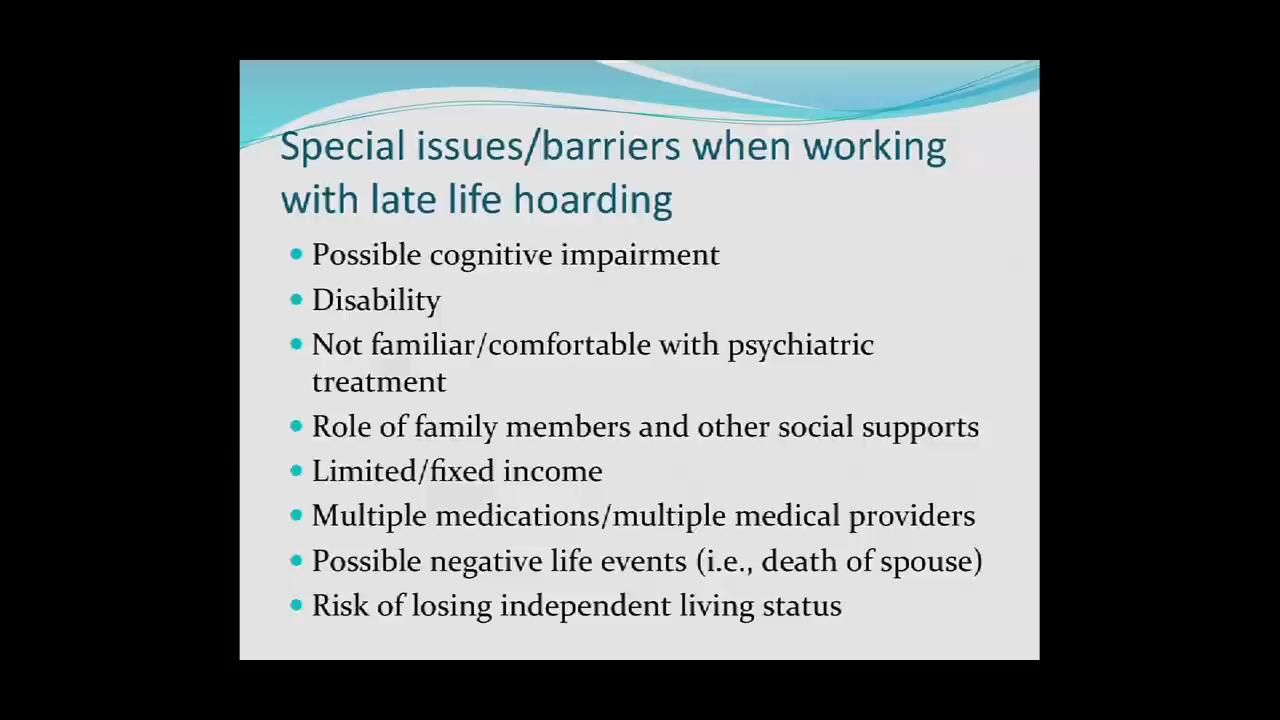 Special issues/barriers when working
with late life hoarding
• Possible cognitive impairment
• Disability
• Not familiar/comfortable with psychiatric
treatment
• Role of family members and other social supports
• Limited/fixed income
• Multiple medications/multiple medical providers
• Possible negative life events (i.e., death of spouse)
• Risk of losing independent living status